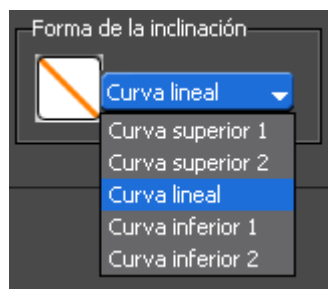 Forma de la inclinación
Curva lineal
Curva superior 1
Curva superior 2
Curva lineal
Curva inferior 1
Curva inferior 2